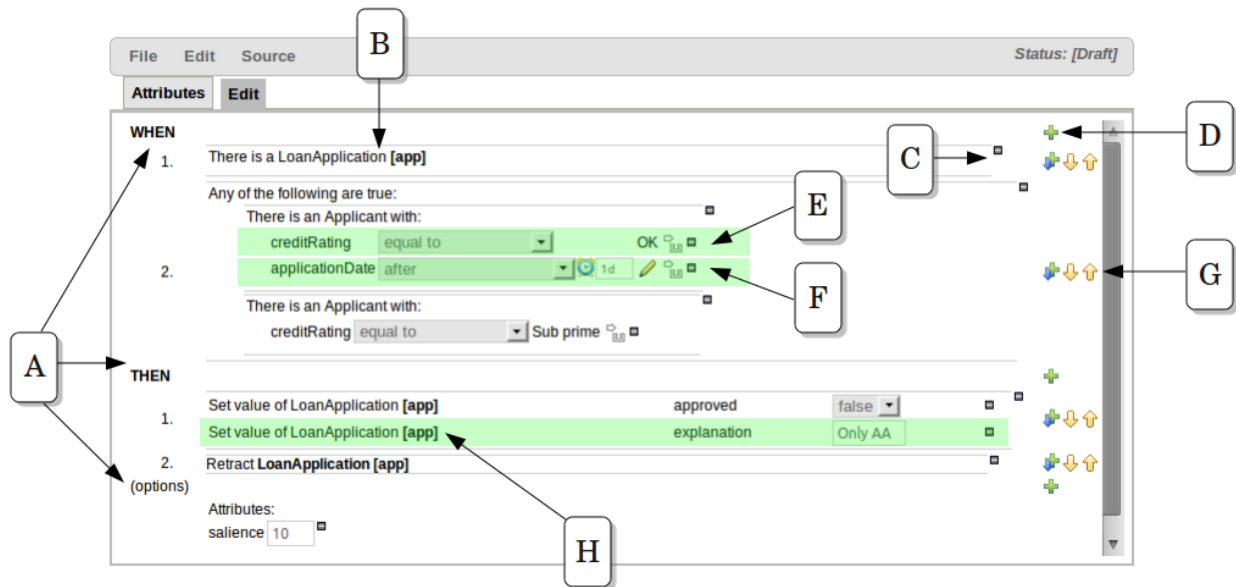 B
File Edit Source Status: [Draft]
Attributes Edit
WHEN
D
1. There is a LoanApplication [app]
C
Any of the following are true:
There is an Applicant with:
E
creditRating equal to OK
2. applicationDate after 1d
G
F
There is an Applicant with:
creditRating equal to Sub prime
A
THEN
1. Set value of LoanApplication [app] approved false
Set value of LoanApplication [app] explanation Only AA
2. Retract LoanApplication [app]
(options)
Attributes:
salience 10
H